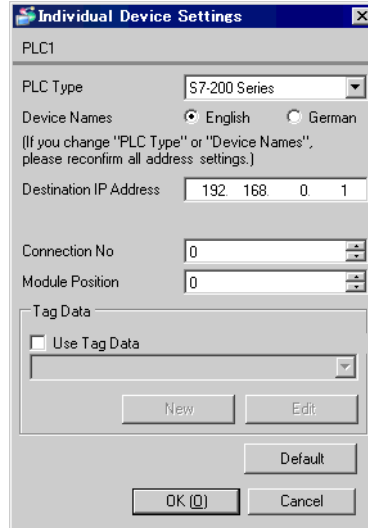 Individual Device Settings
PLC1
PLC Type S7-200 Series
Device Names English German
(If you change "PLC Type" or "Device Names",
please reconfirm all address settings.)
Destination IP Address 192. 168. 0. 1
Connection No 0
Module Position 0
Tag Data
Use Tag Data
New Edit
Default
OK (O) Cancel